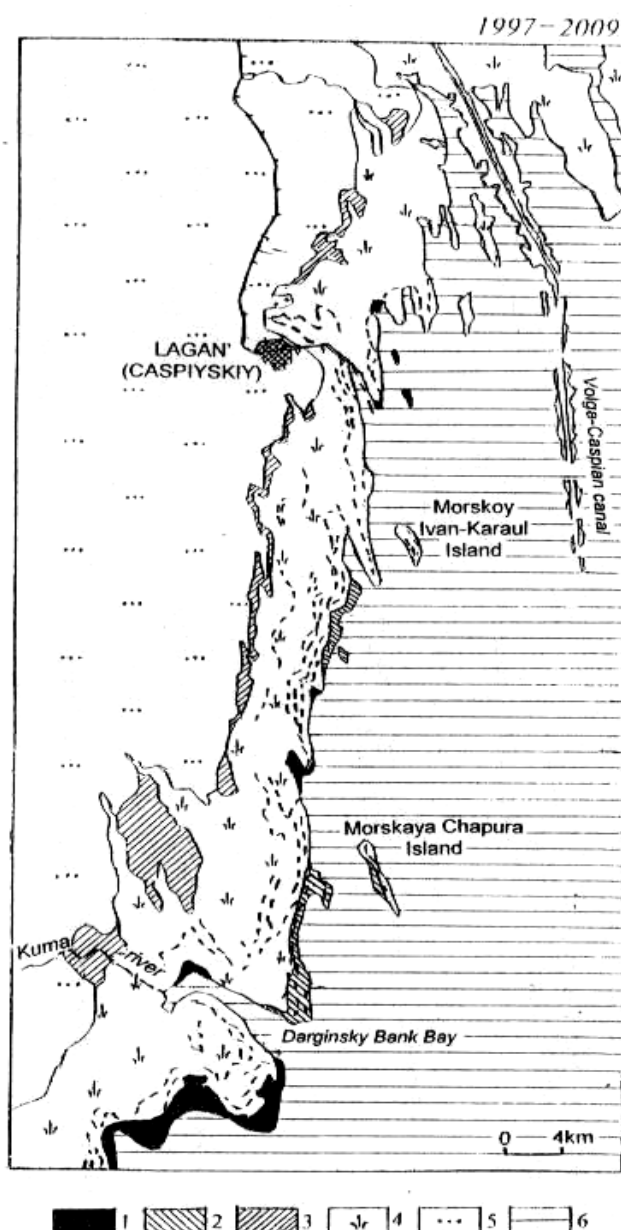 1997-2009
LAGAN'
(CASPIYSKIY)
Volga-Caspian canal
Morskoy
Ivan-Karaul
Island
Morskaya Chapura
Island
Kuma river
Darginsky Bank Bay
0 4km
1 2 3 4 5 6